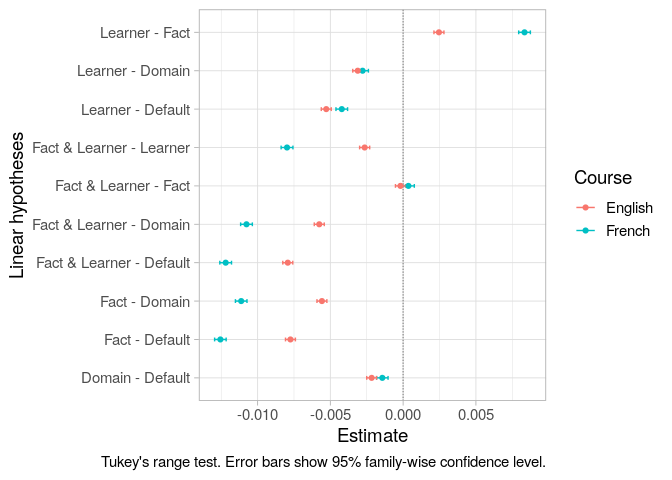 Linear hypotheses
Learner - Fact
Learner - Domain
Learner - Default
Fact & Learner - Learner
Fact & Learner - Fact
Fact & Learner - Domain
Fact & Learner - Default
Fact - Domain
Fact - Default
Domain - Default
-0.010 -0.005 0.000 0.005
Estimate
Tukey's range test. Error bars show 95% family-wise confidence level.
Course
English
French